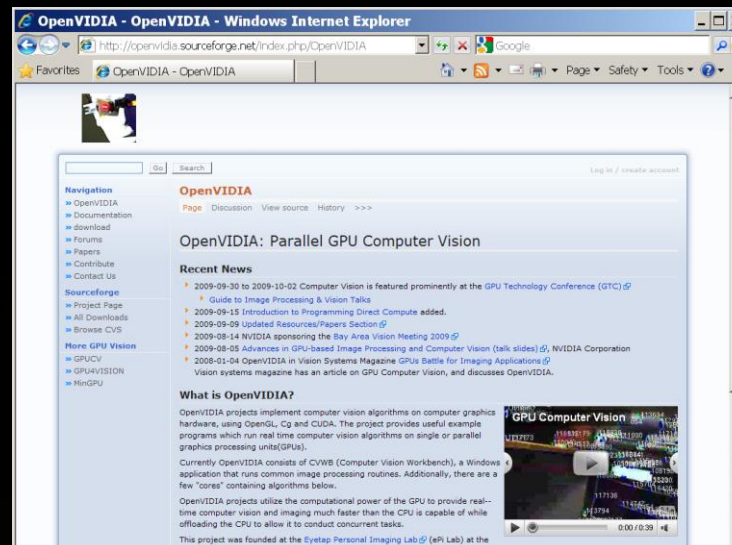 OpenVIDIA - OpenVIDIA - Windows Internet Explorer
http://openvidia.sourceforge.net/index.php/OpenVIDIA
Google
Favorites
OpenVIDIA - OpenVIDIA
Page
Safety
Tools
Go
Search
Log in / create account
Navigation
OpenVIDIA
Documentation
download
Forums
Papers
Contribute
Contact Us
Sourceforge
Project Page
All Downloads
Browse CVS
More GPU Vision
GPUCV
GPU4VISION
MinGPU
OpenVIDIA
Page Discussion View source History >>>
OpenVIDIA: Parallel GPU Computer Vision
Recent News
2009-09-30 to 2009-10-02 Computer Vision is featured prominently at the GPU Technology Conference (GTC)
Guide to Image Processing & Vision Talks
2009-09-15 Introduction to Programming Direct Compute added.
2009-09-09 Updated Resources/Papers Section
2009-08-14 NVIDIA sponsoring the Bay Area Vision Meeting 2009
2009-08-05 Advances in GPU-based Image Processing and Computer Vision (talk slides), NVIDIA Corporation
2008-01-04 OpenVIDIA in Vision Systems Magazine GPUs Battle for Imaging Applications
Vision systems magazine has an article on GPU Computer Vision, and discusses OpenVIDIA.
What is OpenVIDIA?
OpenVIDIA projects implement computer vision algorithms on computer graphics
hardware, using OpenGL, Cg and CUDA. The project provides useful example
programs which run real time computer vision algorithms on single or parallel
graphics processing units(GPUs).
Currently OpenVIDIA consists of CVWB (Computer Vision Workbench), a Windows
application that runs common image processing routines. Additionally, there are a
few "cores" containing algorithms below.
OpenVIDIA projects utilize the computational power of the GPU to provide real--
time computer vision and imaging much faster than the CPU is capable of while
offloading the CPU to allow it to conduct concurrent tasks.
This project was founded at the Eyetap Personal Imaging Lab (ePi Lab) at the
GPU Computer Vision
117136
0:00 / 0:39